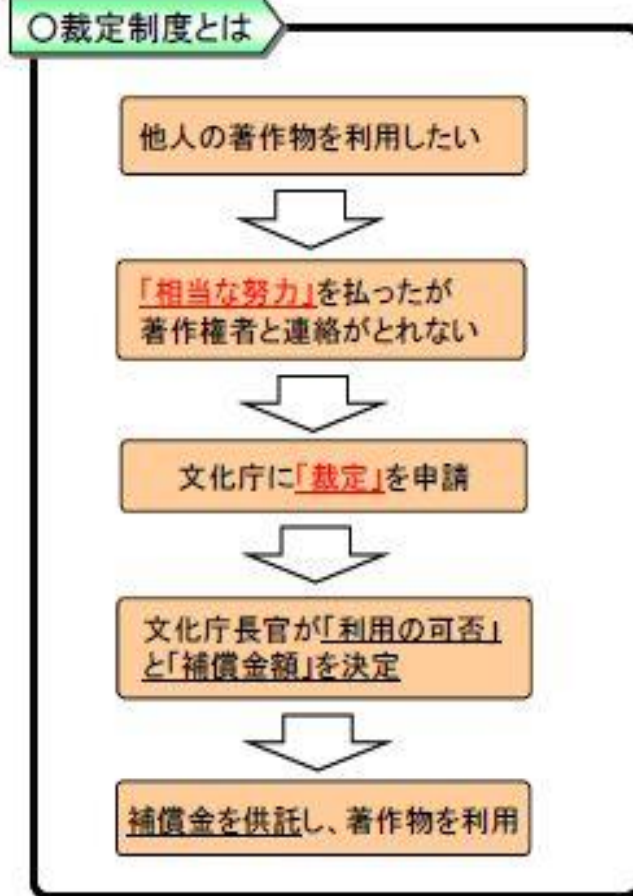 〇裁定制度とは
他人の著作物を利用したい
「相当な努力」を払ったが
著作権者と連絡がとれない
文化庁に「裁定」を申請
文化庁長官が「利用の可否」
と「補償金額」を決定
補償金を供託し、著作物を利用